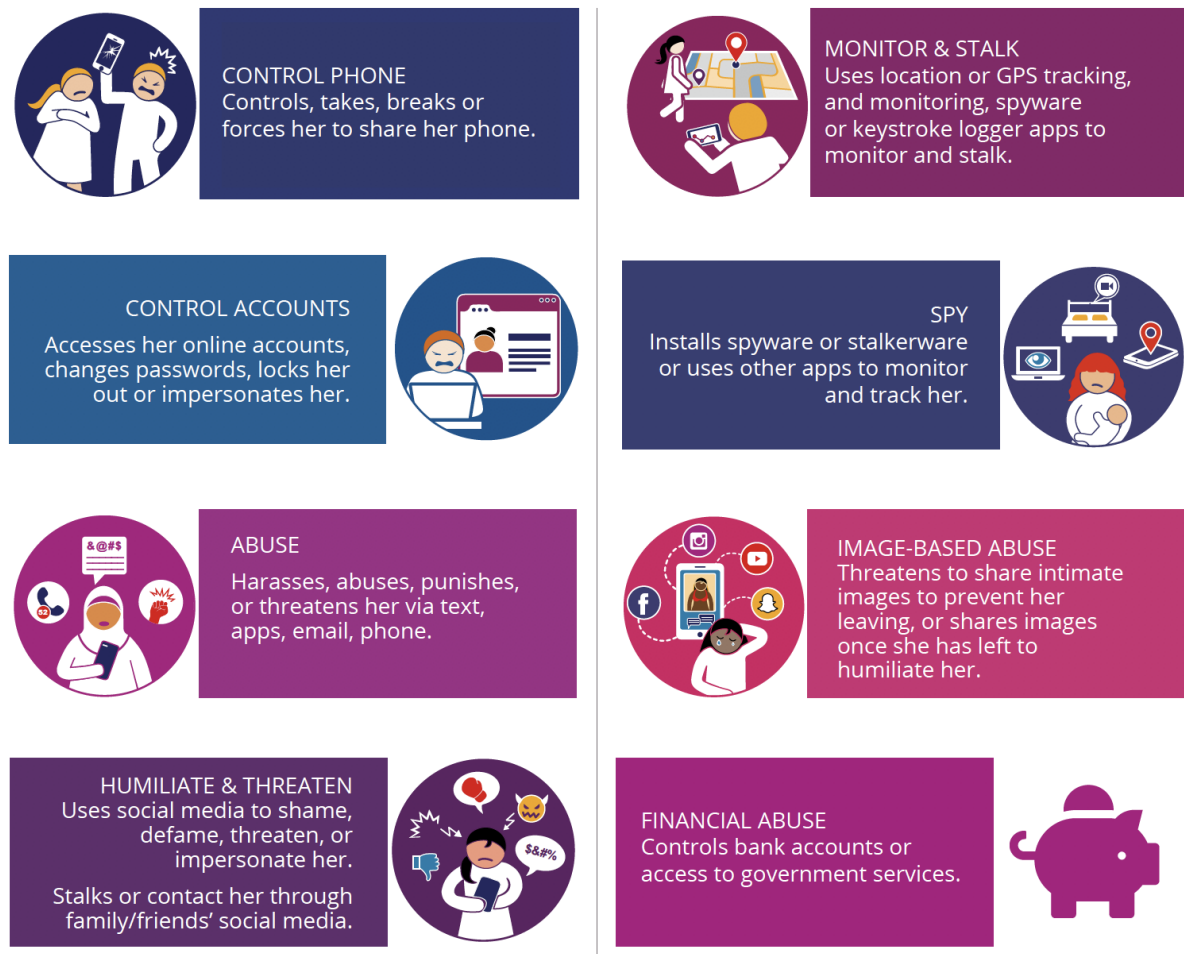 CONTROL PHONE
Controls, takes, breaks or
forces her to share her phone.
CONTROL ACCOUNTS
Accesses her online accounts,
changes passwords, locks her
out or impersonates her.
&@#$
52
ABUSE
Harasses, abuses, punishes,
or threatens her via text,
apps, email, phone.
HUMILIATE & THREATEN
Uses social media to shame,
defame, threaten, or
impersonate her.
Stalks or contact her through
family/friends’ social media.
$&#%
MONITOR & STALK
Uses location or GPS tracking,
and monitoring, spyware
or keystroke logger apps to
monitor and stalk.
SPY
Installs spyware or stalkerware
or uses other apps to monitor
and track her.
f
IMAGE-BASED ABUSE
Threatens to share intimate
images to prevent her
leaving, or shares images
once she has left to
humiliate her.
FINANCIAL ABUSE
Controls bank accounts or
access to government services.